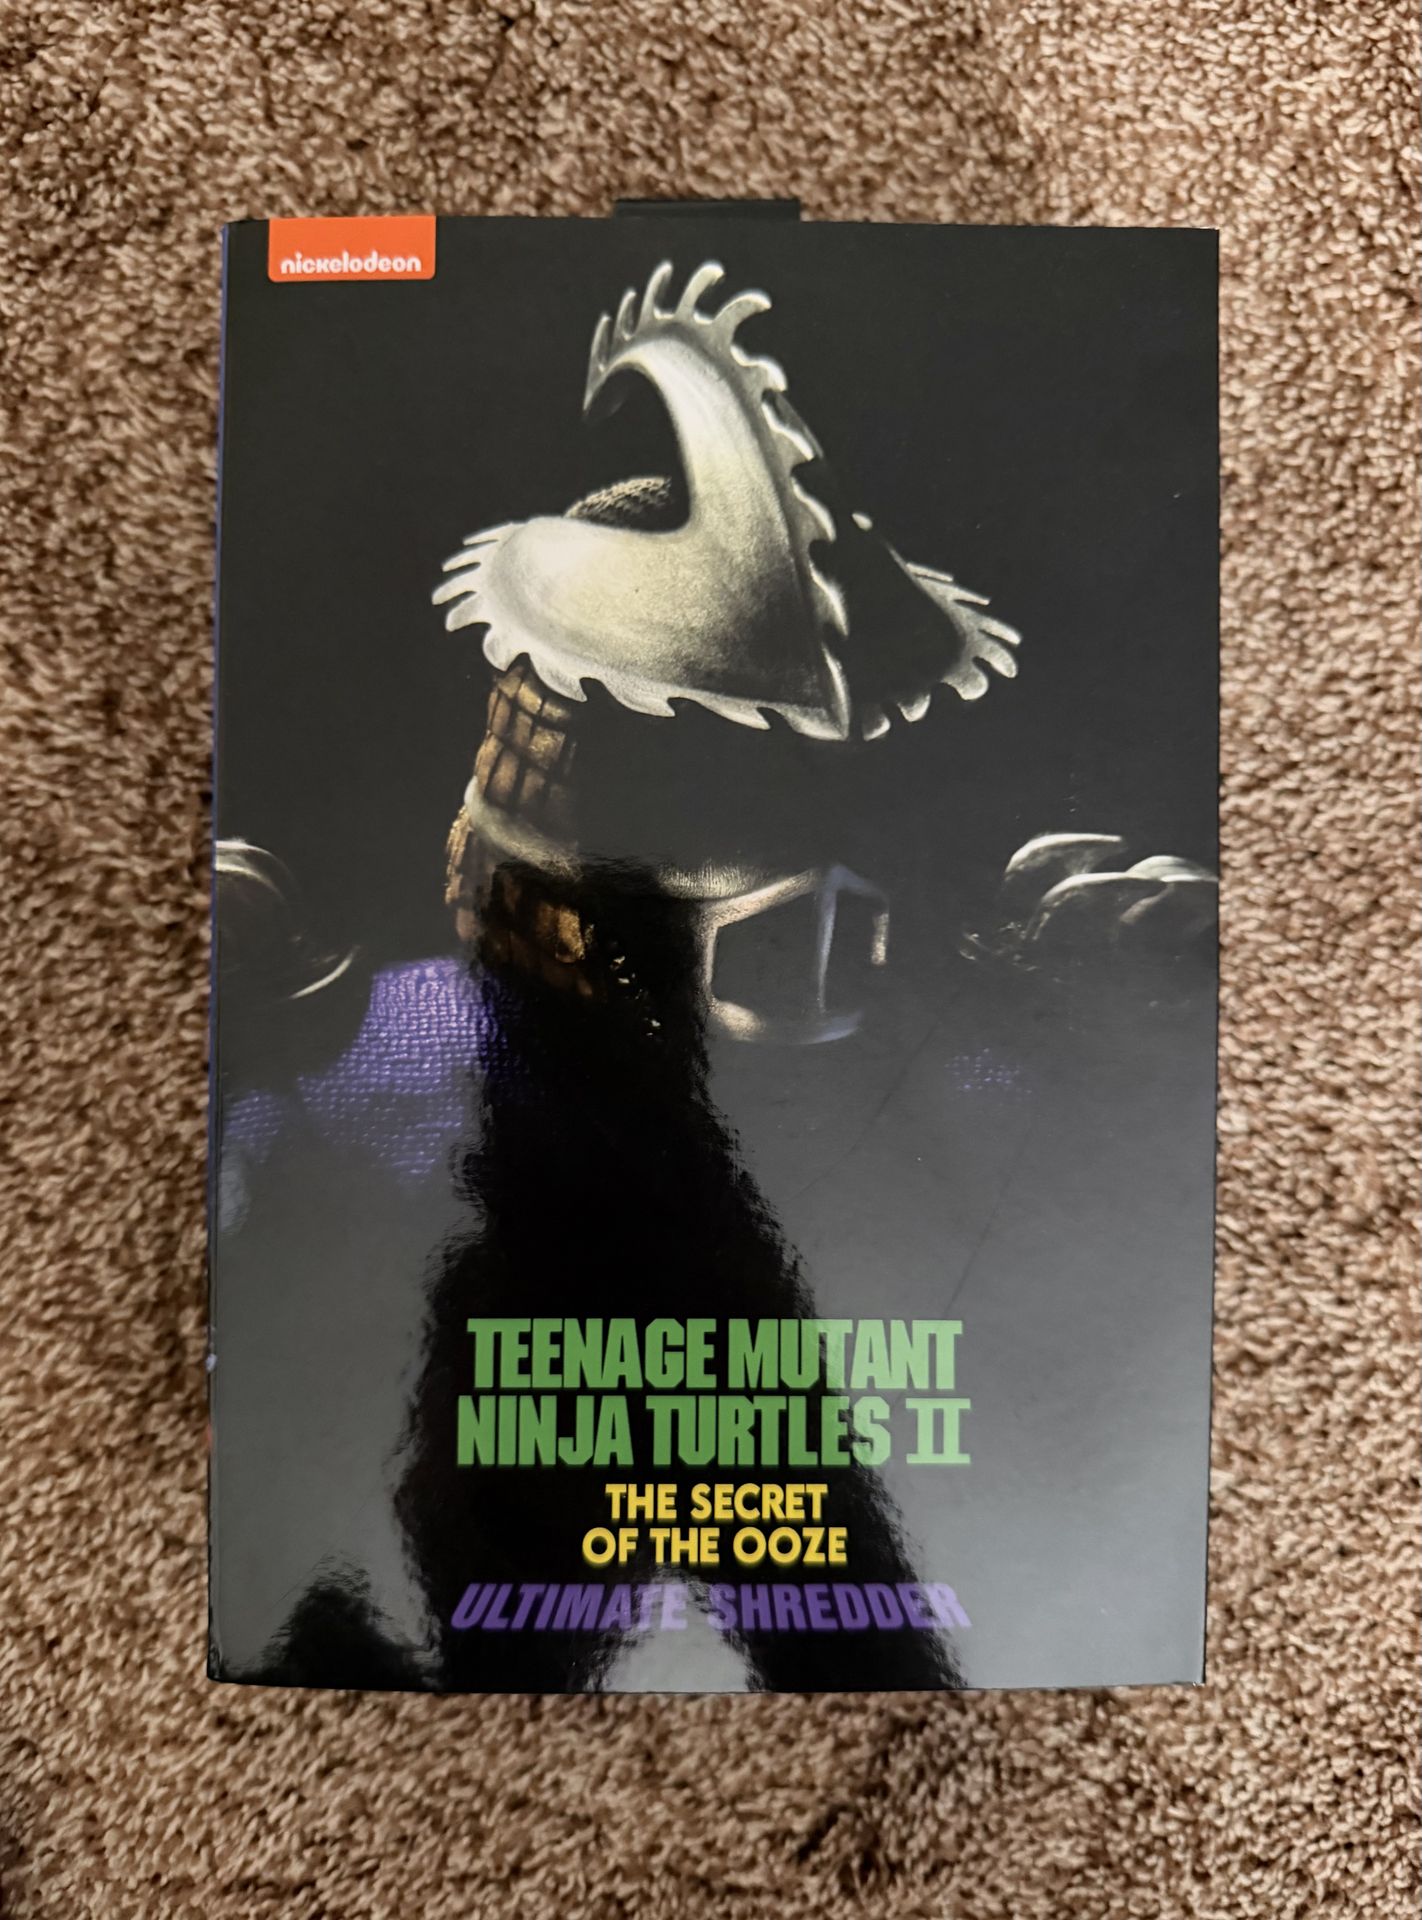 nickelodeon
TEENAGE MUTANT
NINJA TURTLES II
THE SECRET
OF THE OOZE
ULTIMATE SHREDDER